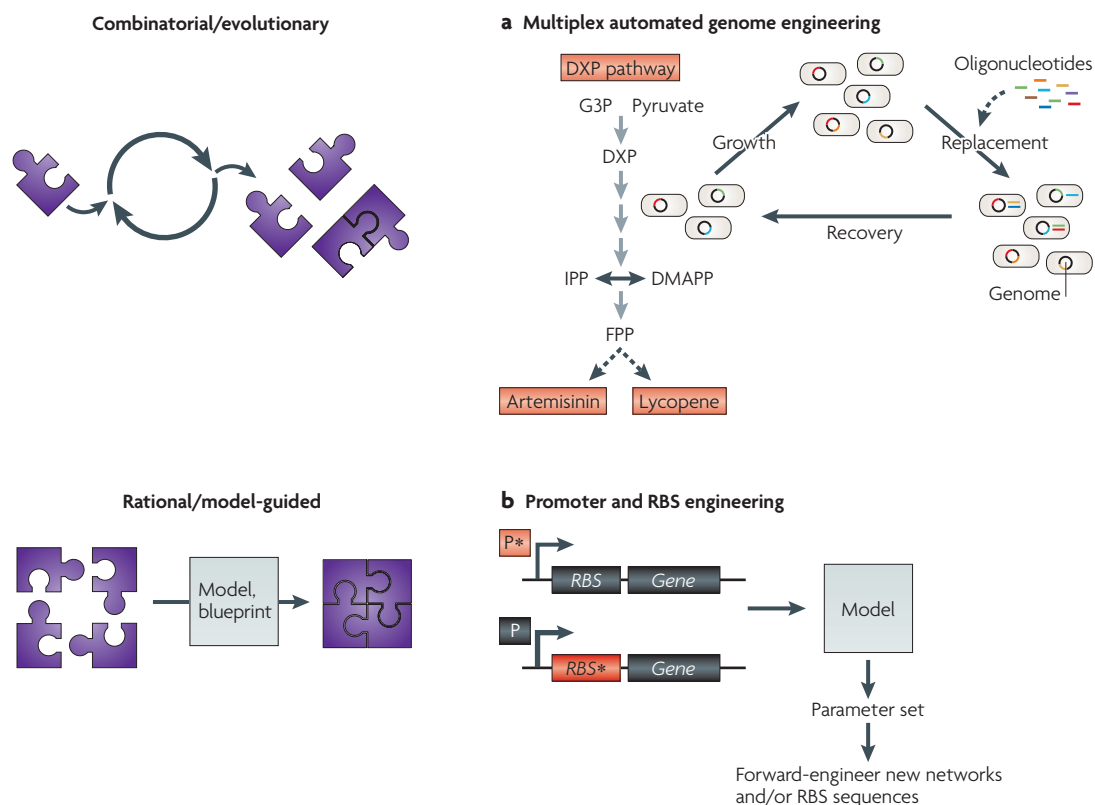 Combinatorial/evolutionary
a Multiplex automated genome engineering
DXP pathway
G3P Pyruvate
DXP
IPP
DMAPP
FPP
Artemisinin
Lycopene
Growth
Oligonucleotides
Replacement
Recovery
Genome
Rational/model-guided
Model,
blueprint
b Promoter and RBS engineering
P*
RBS
Gene
P
RBS*
Gene
Model
Parameter set
Forward-engineer new networks
and/or RBS sequences